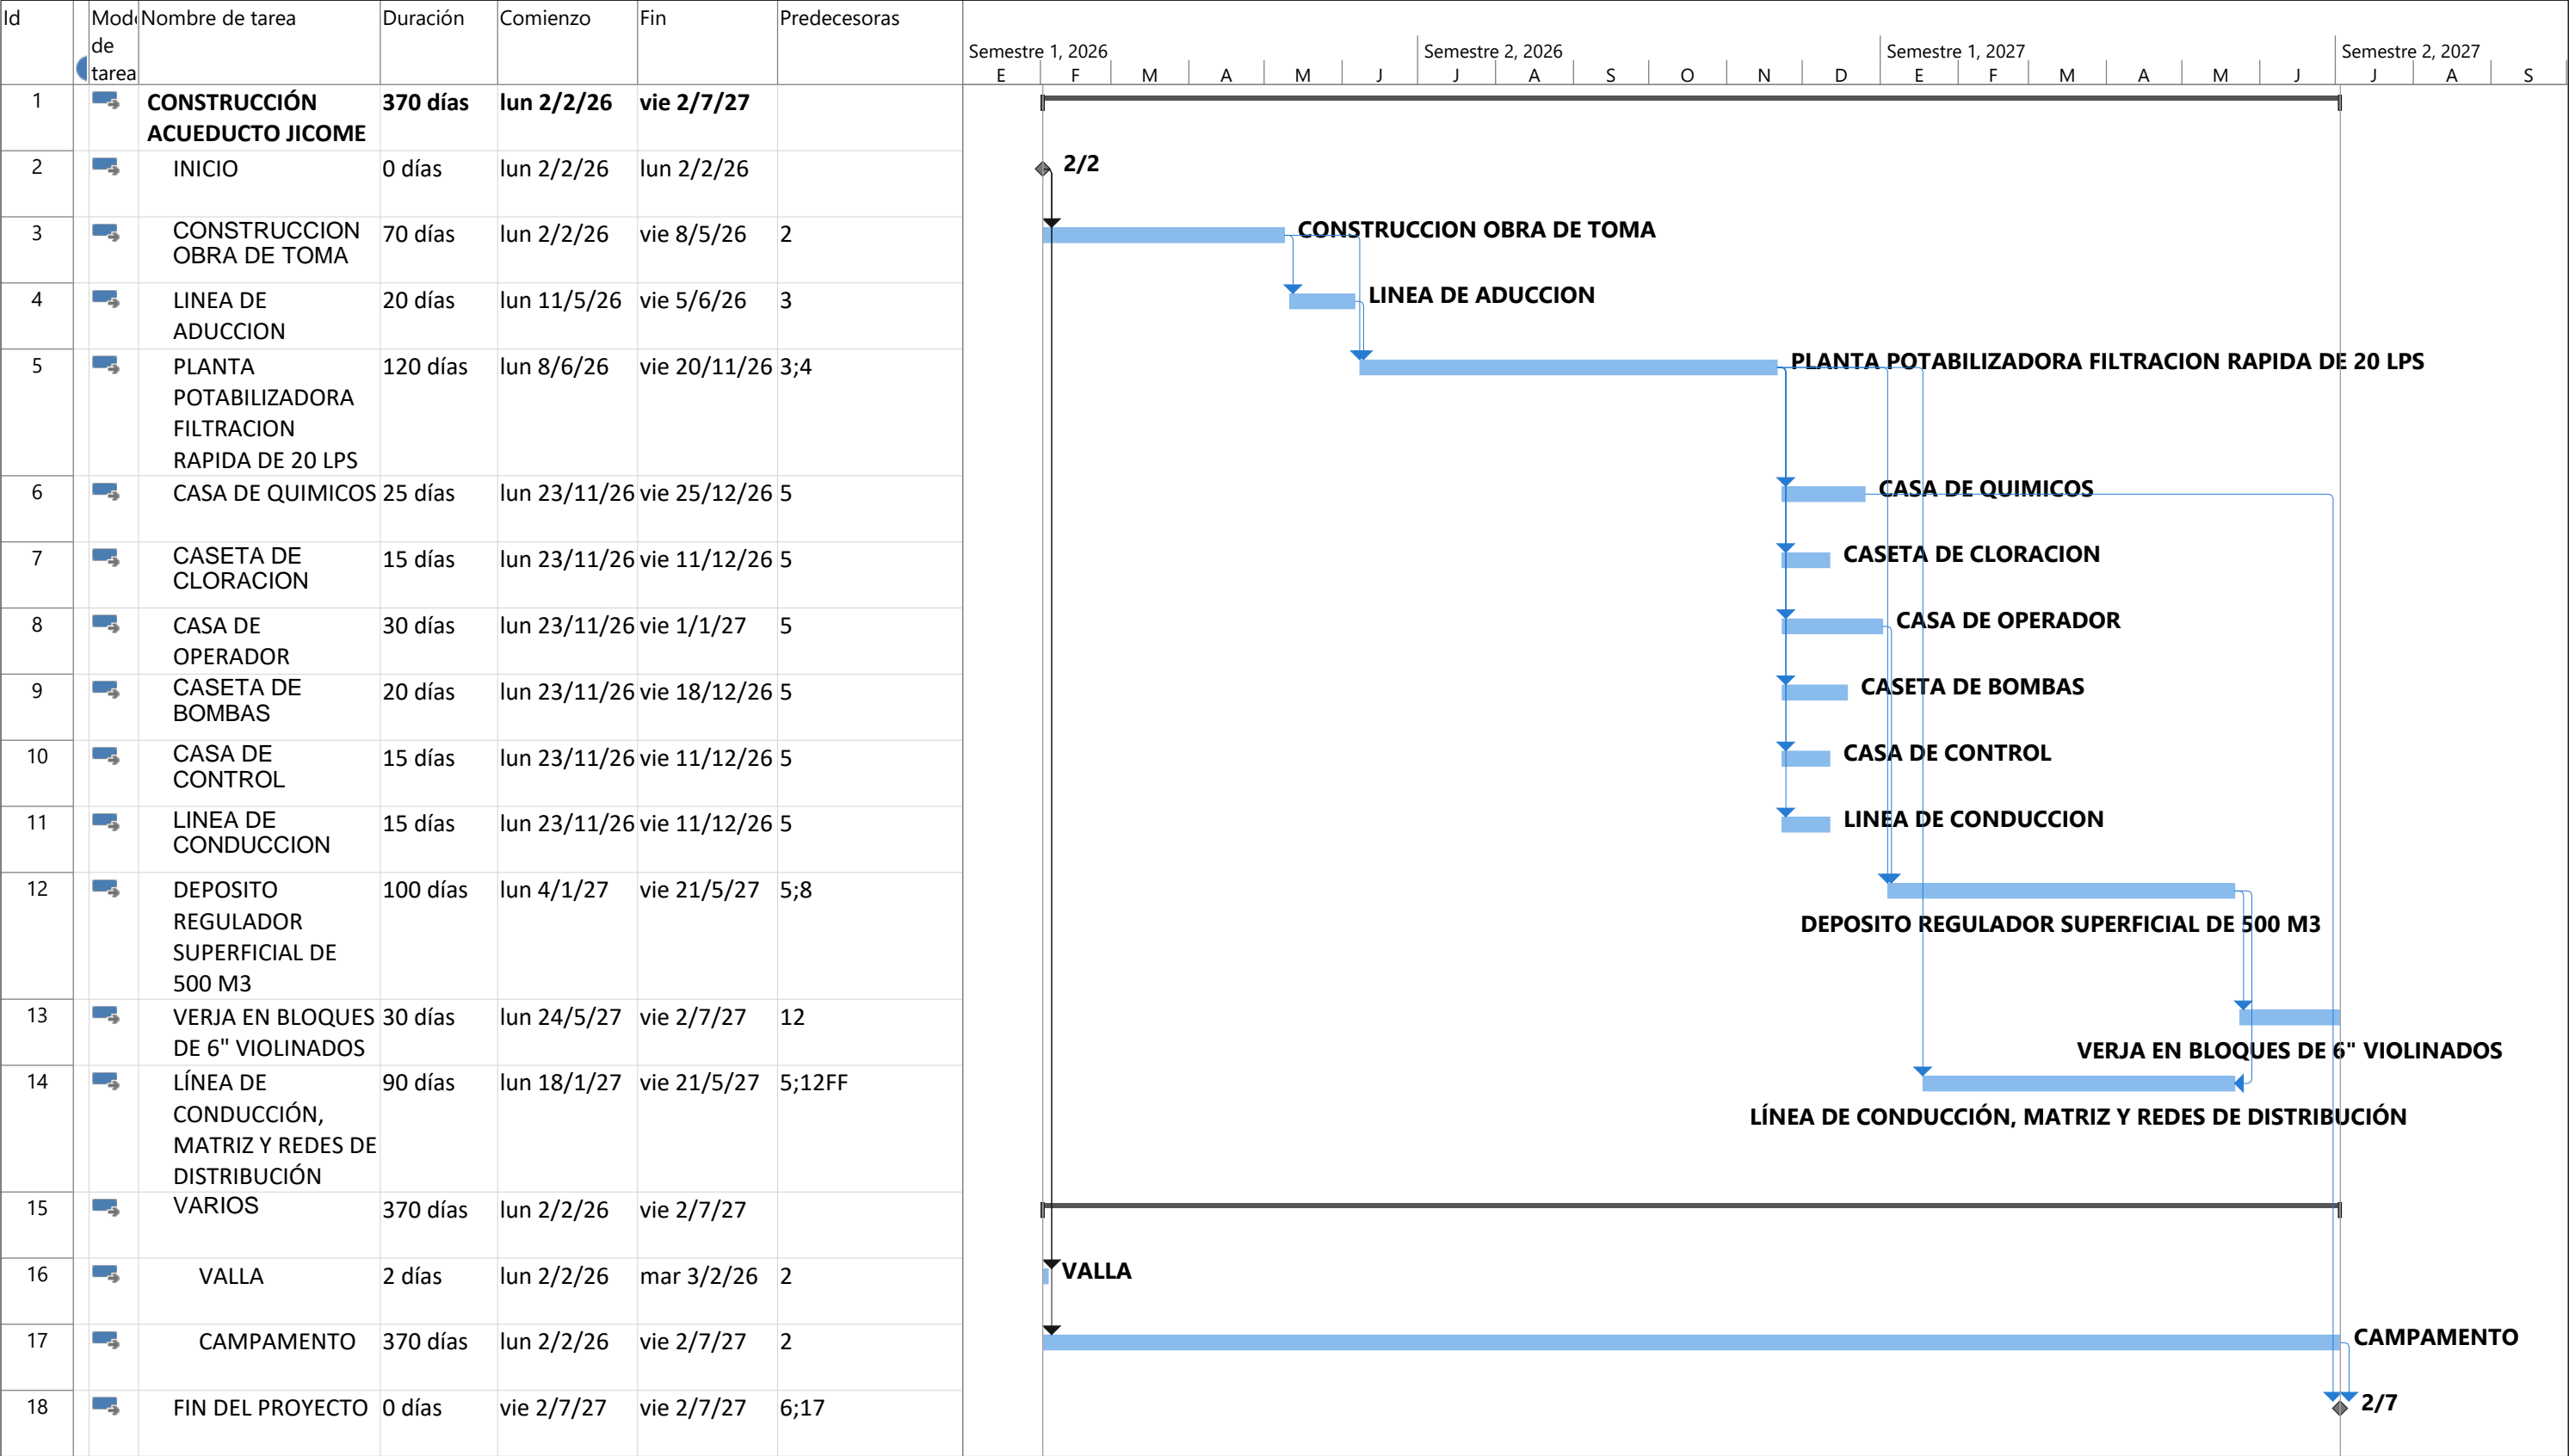 Id Modo de tarea Nombre de tarea Duración Comienzo Fin Predecesoras
Semestre 1, 2026 Semestre 2, 2026 Semestre 1, 2027 Semestre 2, 2027
E F M A M J J A S O N D E F M A M J J A S
1 CONSTRUCCIÓN ACUEDUCTO JICOME 370 días lun 2/2/26 vie 2/7/27
2 INICIO 0 días lun 2/2/26 lun 2/2/26
2/2
3 CONSTRUCCION OBRA DE TOMA 70 días lun 2/2/26 vie 8/5/26 2
CONSTRUCCION OBRA DE TOMA
4 LINEA DE ADUCCION 20 días lun 11/5/26 vie 5/6/26 3
LINEA DE ADUCCION
5 PLANTA POTABILIZADORA FILTRACION RAPIDA DE 20 LPS 120 días lun 8/6/26 vie 20/11/26 3;4
PLANTA POTABILIZADORA FILTRACION RAPIDA DE 20 LPS
6 CASA DE QUIMICOS 25 días lun 23/11/26 vie 25/12/26 5
CASA DE QUIMICOS
7 CASETA DE CLORACION 15 días lun 23/11/26 vie 11/12/26 5
CASETA DE CLORACION
8 CASA DE OPERADOR 30 días lun 23/11/26 vie 1/1/27 5
CASA DE OPERADOR
9 CASETA DE BOMBAS 20 días lun 23/11/26 vie 18/12/26 5
CASETA DE BOMBAS
10 CASA DE CONTROL 15 días lun 23/11/26 vie 11/12/26 5
CASA DE CONTROL
11 LINEA DE CONDUCCION 15 días lun 23/11/26 vie 11/12/26 5
LINEA DE CONDUCCION
12 DEPOSITO REGULADOR SUPERFICIAL DE 500 M3 100 días lun 4/1/27 vie 21/5/27 5;8
DEPOSITO REGULADOR SUPERFICIAL DE 500 M3
13 VERJA EN BLOQUES DE 6" VIOLINADOS 30 días lun 24/5/27 vie 2/7/27 12
VERJA EN BLOQUES DE 6" VIOLINADOS
14 LÍNEA DE CONDUCCIÓN, MATRIZ Y REDES DE DISTRIBUCIÓN 90 días lun 18/1/27 vie 21/5/27 5;12FF
LÍNEA DE CONDUCCIÓN, MATRIZ Y REDES DE DISTRIBUCIÓN
15 VARIOS 370 días lun 2/2/26 vie 2/7/27
16 VALLA 2 días lun 2/2/26 mar 3/2/26 2
VALLA
17 CAMPAMENTO 370 días lun 2/2/26 vie 2/7/27 2
CAMPAMENTO
18 FIN DEL PROYECTO 0 días vie 2/7/27 vie 2/7/27 6;17
2/7